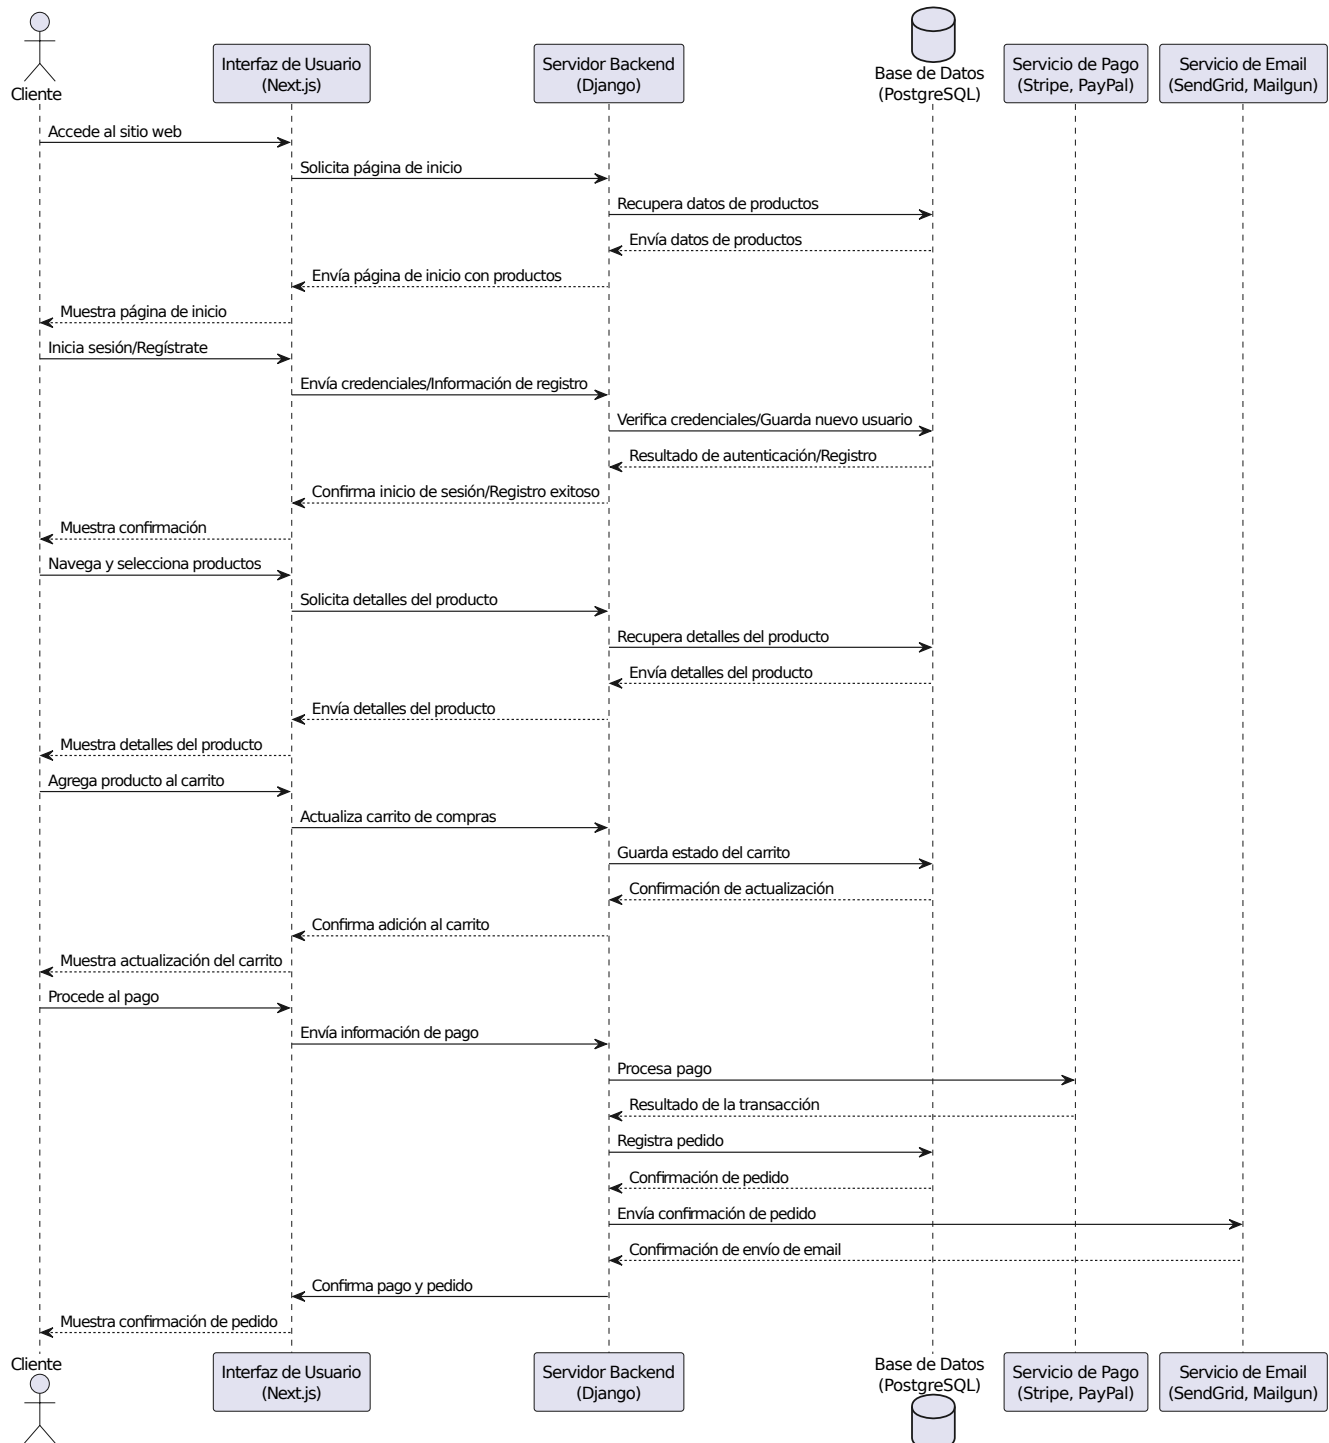 Cliente
Interfaz de Usuario
(Next.js)
Servidor Backend
(Django)
Base de Datos
(PostgreSQL)
Servicio de Pago
(Stripe, PayPal)
Servicio de Email
(SendGrid, Mailgun)
Accede al sitio web
Solicita página de inicio
Recupera datos de productos
Envía datos de productos
Envía página de inicio con productos
Muestra página de inicio
Inicia sesión/Regístrate
Envía credenciales/Información de registro
Verifica credenciales/Guarda nuevo usuario
Resultado de autenticación/Registro
Confirma inicio de sesión/Registro exitoso
Muestra confirmación
Navega y selecciona productos
Solicita detalles del producto
Recupera detalles del producto
Envía detalles del producto
Envía detalles del producto
Muestra detalles del producto
Agrega producto al carrito
Actualiza carrito de compras
Guarda estado del carrito
Confirmación de actualización
Confirma adición al carrito
Muestra actualización del carrito
Procede al pago
Envía información de pago
Procesa pago
Resultado de la transacción
Registra pedido
Confirmación de pedido
Envía confirmación de pedido
Confirmación de envío de email
Confirma pago y pedido
Muestra confirmación de pedido
Cliente
Interfaz de Usuario
(Next.js)
Servidor Backend
(Django)
Base de Datos
(PostgreSQL)
Servicio de Pago
(Stripe, PayPal)
Servicio de Email
(SendGrid, Mailgun)